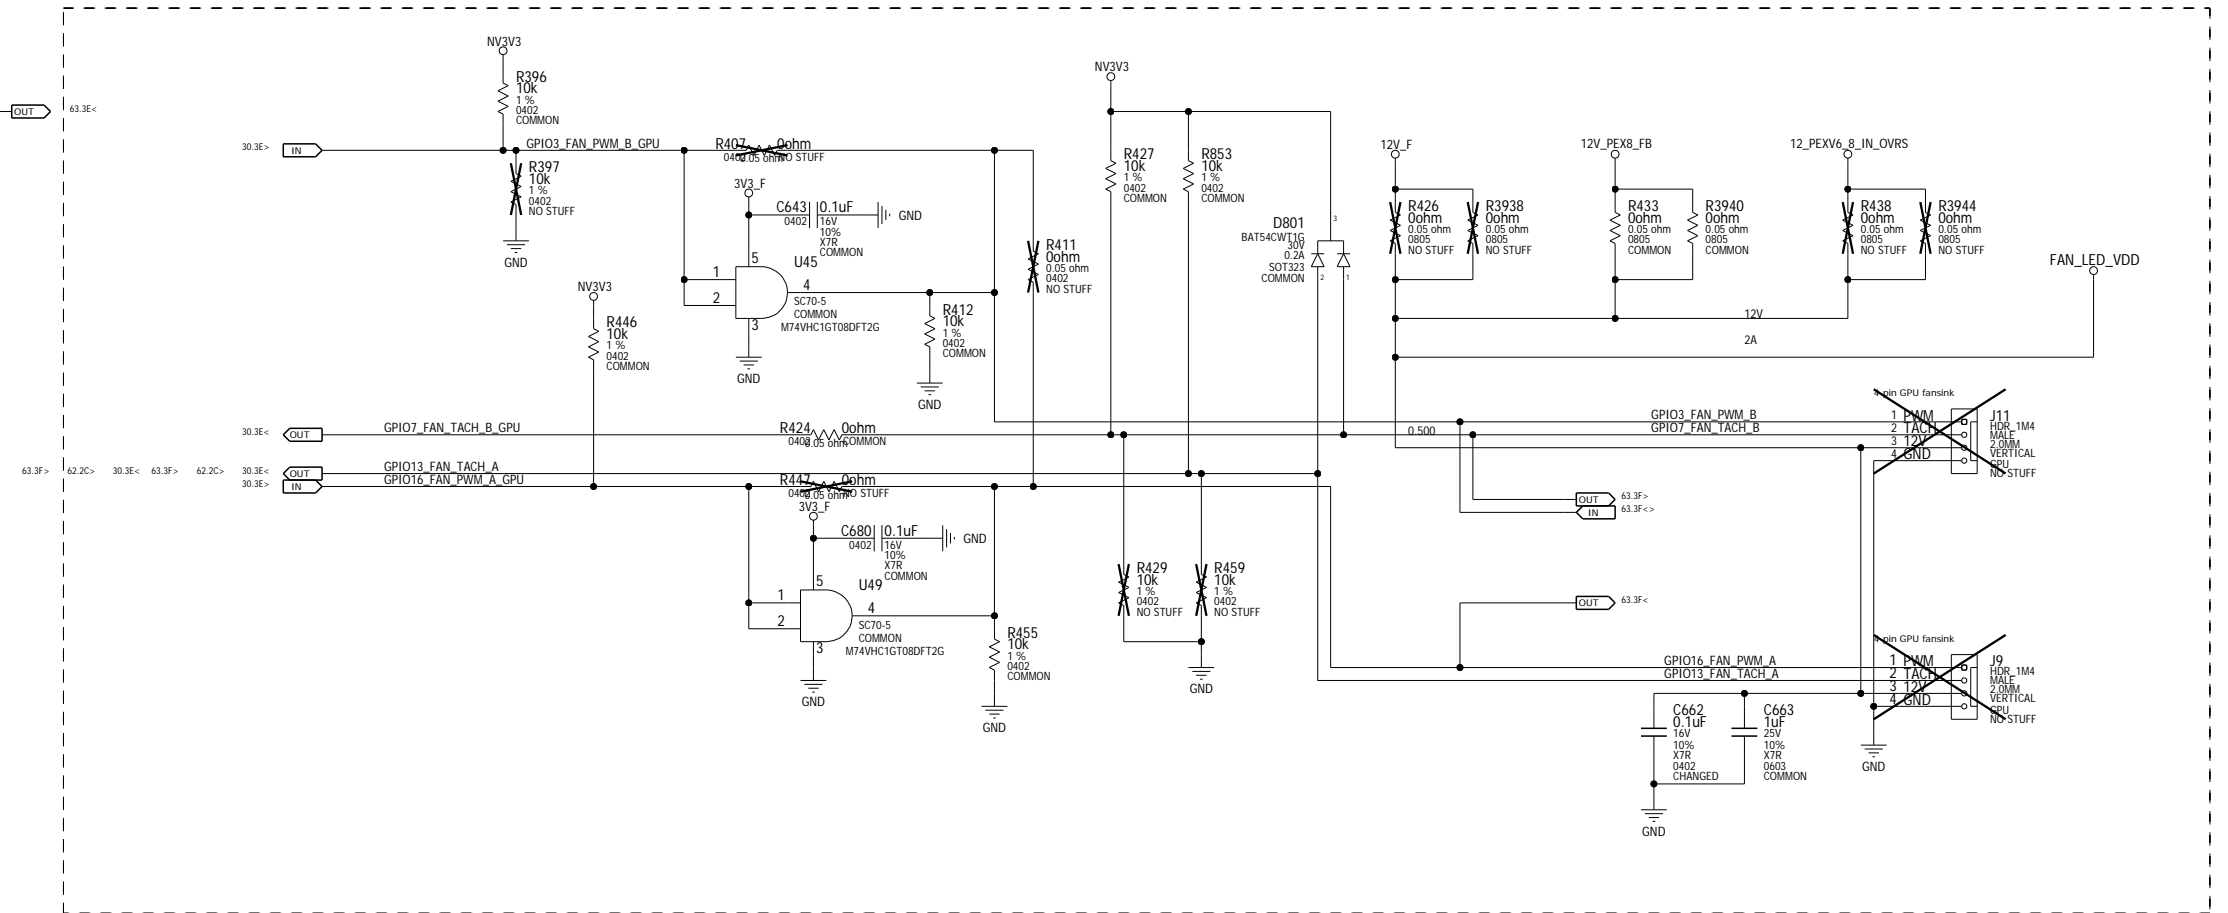 NV3V3
R396
10k
1 %
0402
COMMON
OUT
63.3E<
30.3E>
IN
GPIO3_FAN_PWM_B_GPU
R397
10k
1 %
0402
NO STUFF
GND
R407
0ohm
0402
0.05 ohm
NO STUFF
3V3_F
C643
0402
0.1uF
16V
10%
X7R
COMMON
GND
5
U45
1
2
4
3
SC70-5
COMMON
M74VHC1GT08DFT2G
GND
R412
10k
1 %
0402
COMMON
GND
NV3V3
R446
10k
1 %
0402
COMMON
R411
0ohm
0.05 ohm
0402
NO STUFF
NV3V3
R427
10k
1 %
0402
COMMON
R853
10k
1 %
0402
COMMON
D801
BAT54CWT1G
30V
0.2A
SOT323
COMMON
3
2
1
12V_F
R426
0ohm
0.05 ohm
0805
NO STUFF
R3938
0ohm
0.05 ohm
0805
NO STUFF
12V_PEX8_FB
R433
0ohm
0.05 ohm
0805
COMMON
R3940
0ohm
0.05 ohm
0805
COMMON
12_PEXV6_8_IN_OVRS
R438
0ohm
0.05 ohm
0805
NO STUFF
R3944
0ohm
0.05 ohm
0805
NO STUFF
FAN_LED_VDD
12V
2A
30.3E<
OUT
GPIO7_FAN_TACH_B_GPU
R424
0ohm
0402
0.05 ohm
COMMON
0.500
GPIO3_FAN_PWM_B
GPIO7_FAN_TACH_B
4-pin GPU fansink
1 PWM
2 TACH
3 12V
4 GND
J11
HDR_1M4
MALE
2.0MM
VERTICAL
GPU
NO STUFF
63.3F>
62.2C>
30.3E<
63.3F>
62.2C>
30.3E<
OUT
GPIO13_FAN_TACH_A
30.3E>
IN
GPIO16_FAN_PWM_A_GPU
R447
0ohm
0402
0.05 ohm
NO STUFF
3V3_F
C680
0402
0.1uF
16V
10%
X7R
COMMON
GND
5
U49
1
2
4
3
SC70-5
COMMON
M74VHC1GT08DFT2G
GND
R455
10k
1 %
0402
COMMON
GND
R429
10k
1 %
0402
NO STUFF
R459
10k
1 %
0402
NO STUFF
GND
OUT
63.3F>
IN
63.3F<>
OUT
63.3F<
GPIO16_FAN_PWM_A
GPIO13_FAN_TACH_A
4-pin GPU fansink
1 PWM
2 TACH
3 12V
4 GND
J9
HDR_1M4
MALE
2.0MM
VERTICAL
GPU
NO STUFF
C662
0.1uF
16V
10%
X7R
0402
CHANGED
C663
1uF
25V
10%
X7R
0603
COMMON
GND
GND